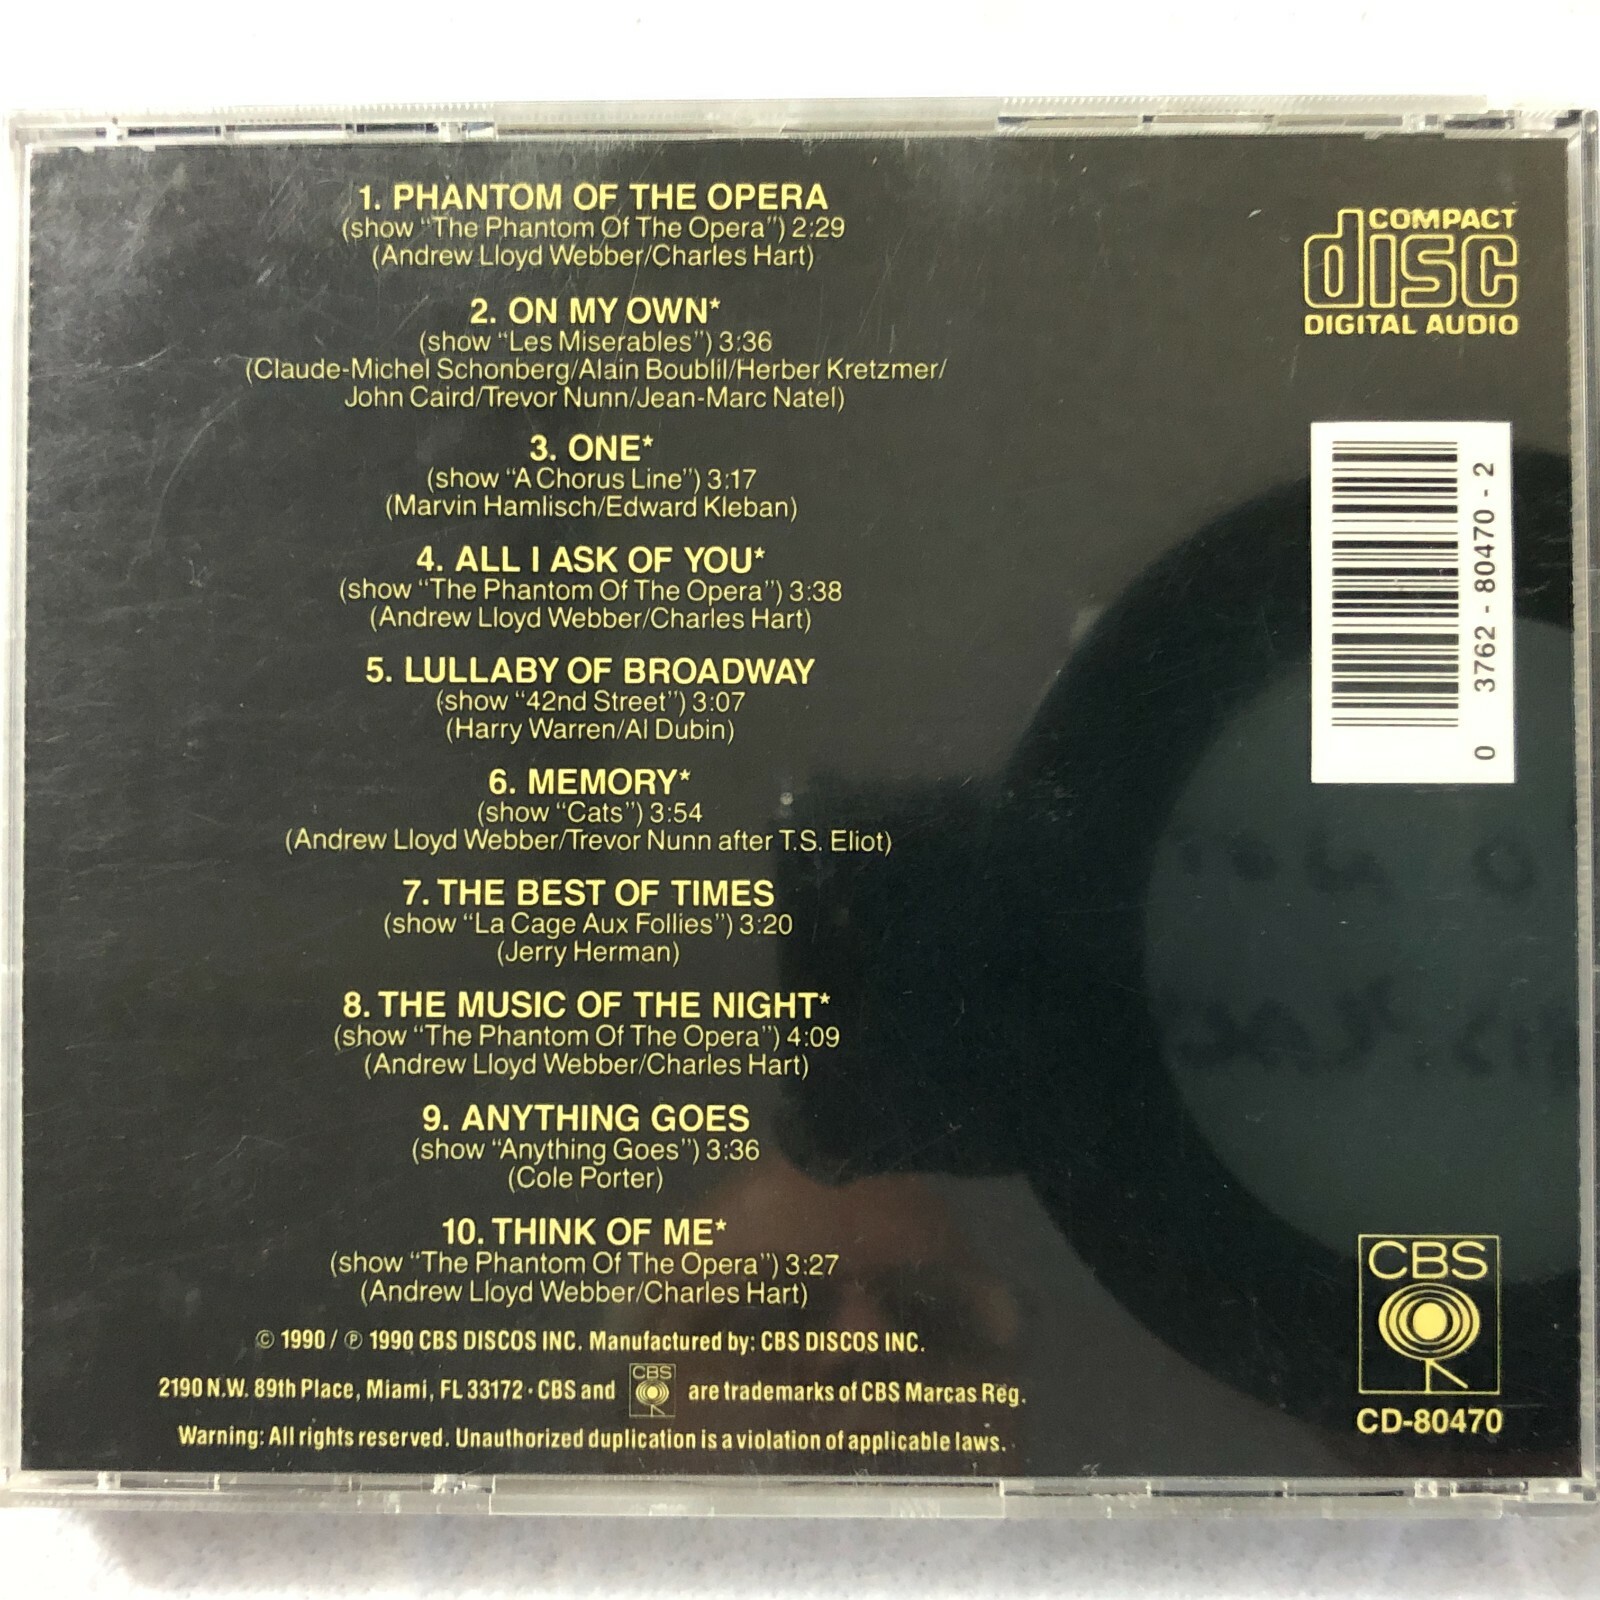 1. PHANTOM OF THE OPERA
(show "The Phantom Of The Opera") 2:29
(Andrew Lloyd Webber/Charles Hart)
2. ON MY OWN*
(show "Les Miserables") 3:36
(Claude-Michel Schonberg/Alain Boublil/Herber Kretzmer/
John Caird/Trevor Nunn/Jean-Marc Natel)
3. ONE*
(show "A Chorus Line") 3:17
(Marvin Hamlisch/Edward Kleban)
4. ALL I ASK OF YOU*
(show "The Phantom Of The Opera") 3:38
(Andrew Lloyd Webber/Charles Hart)
5. LULLABY OF BROADWAY
(show "42nd Street") 3:07
(Harry Warren/Al Dubin)
6. MEMORY*
(show "Cats") 3:54
(Andrew Lloyd Webber/Trevor Nunn after T.S. Eliot)
7. THE BEST OF TIMES
(show "La Cage Aux Follies") 3:20
(Jerry Herman)
8. THE MUSIC OF THE NIGHT*
(show "The Phantom Of The Opera") 4:09
(Andrew Lloyd Webber/Charles Hart)
9. ANYTHING GOES
(show "Anything Goes") 3:36
(Cole Porter)
10. THINK OF ME*
(show "The Phantom Of The Opera") 3:27
(Andrew Lloyd Webber/Charles Hart)
© 1990 / ℗ 1990 CBS DISCOS INC. Manufactured by: CBS DISCOS INC.
2190 N.W. 89th Place, Miami, FL 33172 · CBS and CBS are trademarks of CBS Marcas Reg.
Warning: All rights reserved. Unauthorized duplication is a violation of applicable laws.
COMPACT
disc
DIGITAL AUDIO
0 3762 - 80470 - 2
CBS
CD-80470